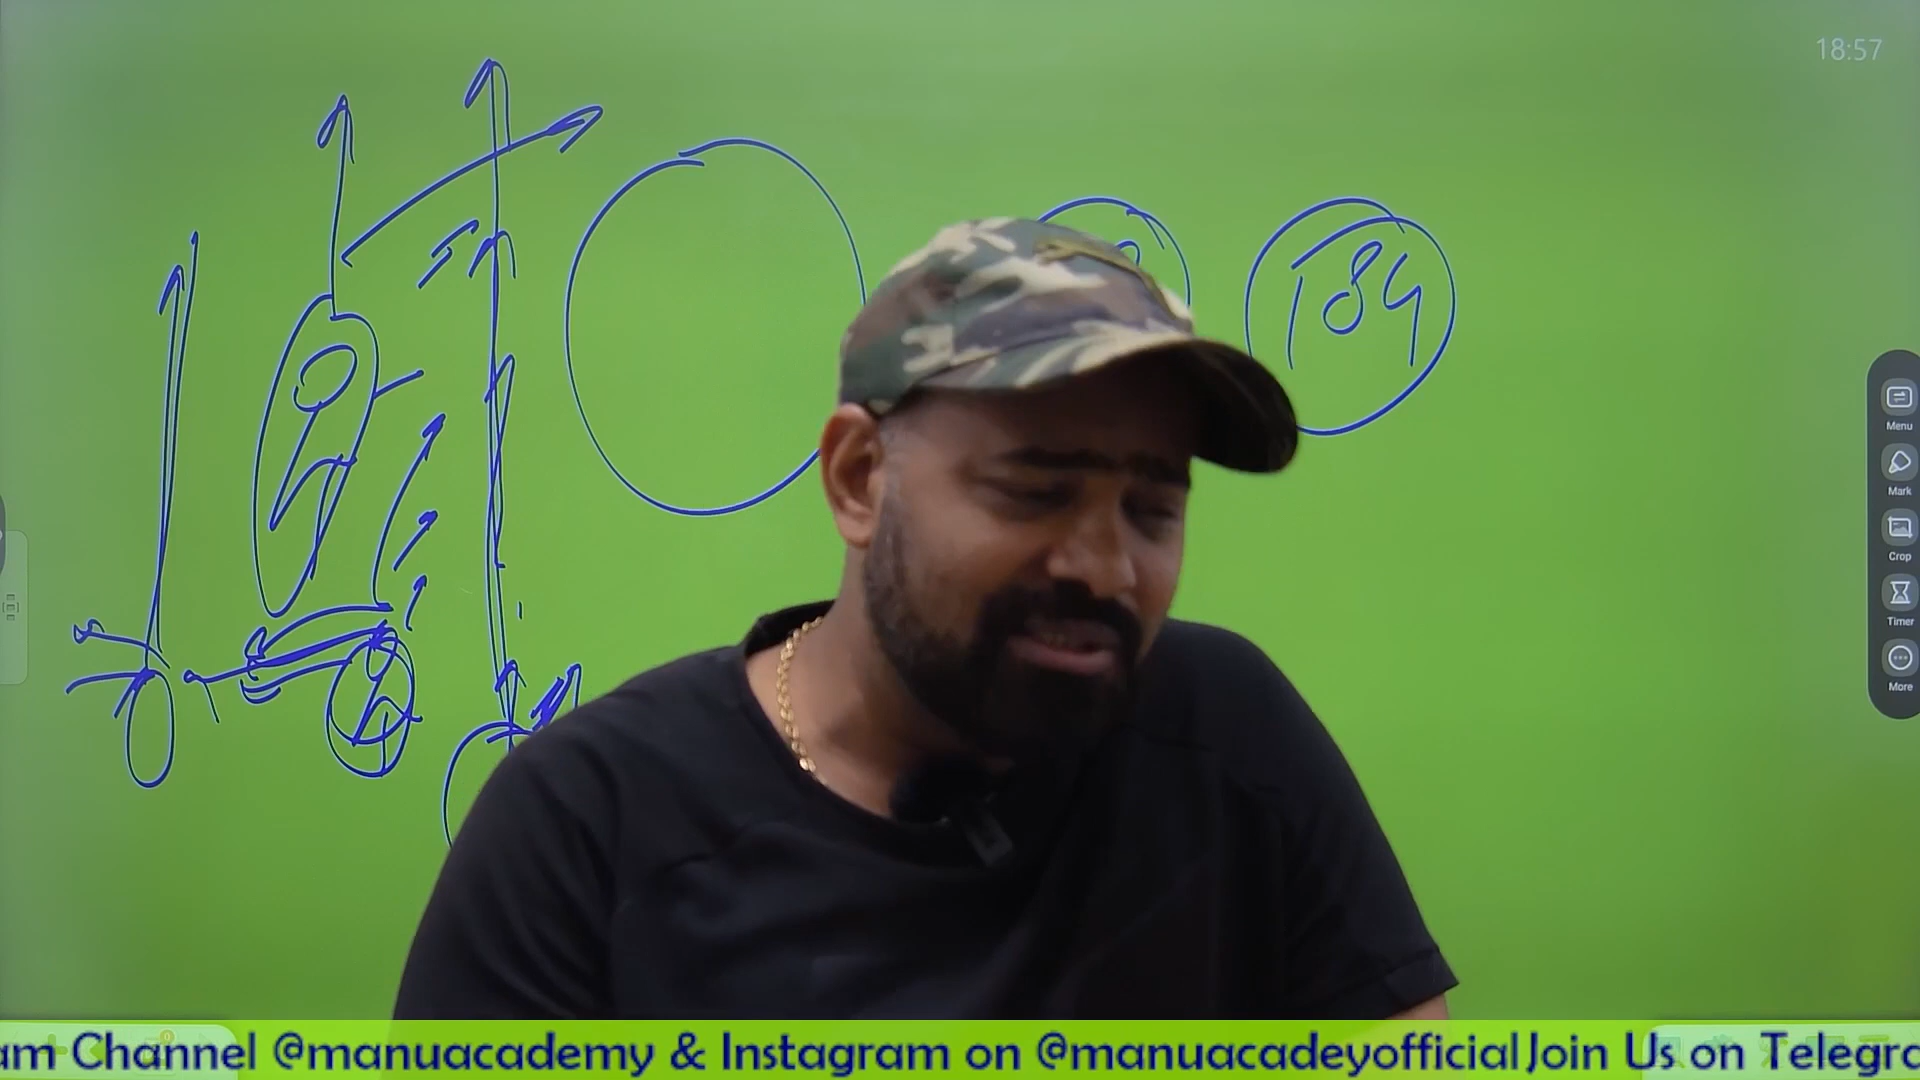 18:57
184
Menu
Mark
Crop
Timer
More
am Channel @manuacademy & Instagram on @manuacadeyofficial Join Us on Telegra